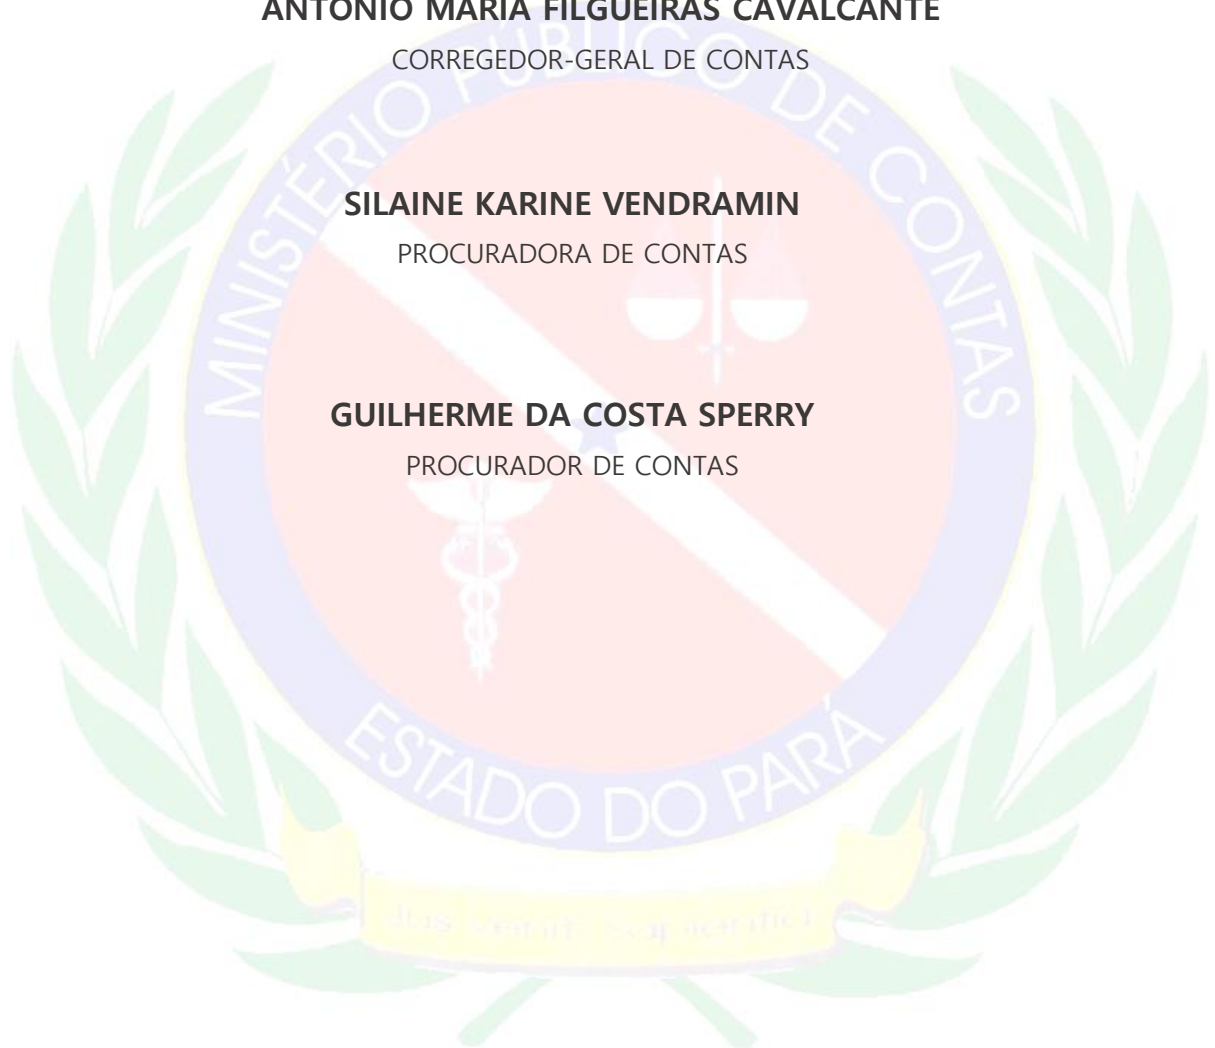 ANTONIO MARIA FILGUEIRAS CAVALCANTE
CORREGEDOR-GERAL DE CONTAS
SILAINE KARINE VENDRAMIN
PROCURADORA DE CONTAS
GUILHERME DA COSTA SPERRY
PROCURADOR DE CONTAS
MINISTÉRIO PÚBLICO DE CONTAS
ESTADO DO PARÁ